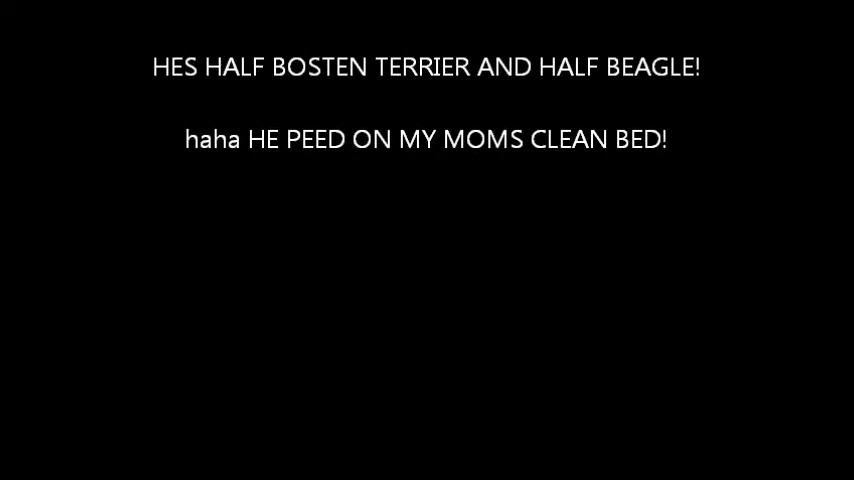 HES HALF BOSTEN TERRIER AND HALF BEAGLE!
haha HE PEED ON MY MOMS CLEAN BED!